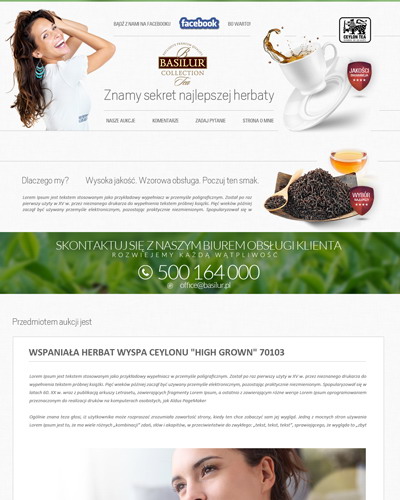 BĄDŹ Z NAMI NA FACEBOOKU! facebook BO WARTO!
CEYLON TEA
BASILUR
COLLECTION
Tea
JAKOŚCI
Znamy sekret najlepszej herbaty
NASZE AUKCJE KOMENTARZE ZADAJ PYTANIE STRONA O MNIE
Dlaczego my? Wysoka jakość. Wzorowa obsługa. Poczuj ten smak.
WYBÓR
Lorem Ipsum jest tekstem stosowanym jako przykładowy wypełniacz w przemyśle poligraficznym. Został po raz
pierwszy użyty w XV w. przez nieznanego drukarza do wypełnienia tekstem próbnej książki. Pięć wieków później
zaczął być używany przemyśle elektronicznym, pozostając praktycznie niezmienionym. Spopularyzował się w
SKONTAKTUJ SIĘ Z NASZYM BIUREM OBSŁUGI KLIENTA
ROZWIEJEMY KAŻDĄ WĄTPLIWOŚĆ
500 164 000
office@basilur.pl
Przedmiotem aukcji jest
WSPANIAŁA HERBAT WYSPA CEYLONU "HIGH GROWN" 70103
Lorem Ipsum jest tekstem stosowanym jako przykładowy wypełniacz w przemyśle poligraficznym. Został po raz pierwszy użyty w XV w. przez nieznanego drukarza do wypełnienia tekstem próbnej
książki. Pięć wieków później zaczął być używany przemyśle elektronicznym, pozostając praktycznie niezmienionym. Spopularyzował się w
latach 60. XX w. wraz z publikacją arkuszy Letrasetu, zawierających fragmenty Lorem Ipsum, a ostatnio z zawierającym różne wersje Lorem Ipsum oprogramowaniem
przeznaczonym do realizacji druków na komputerach osobistych, jak Aldus PageMaker
Ogólnie znana teza głosi, iż użytkownika może rozpraszać zrozumiała zawartość strony, kiedy ten chce zobaczyć sam jej wygląd. Jedną z mocnych stron używania
Lorem Ipsum jest to, że ma wiele różnych „kombinacji” zdań, słów i akapitów, w przeciwieństwie do zwykłego: „tekst, tekst, tekst”, sprawiającego, że wygląda to „zbyt